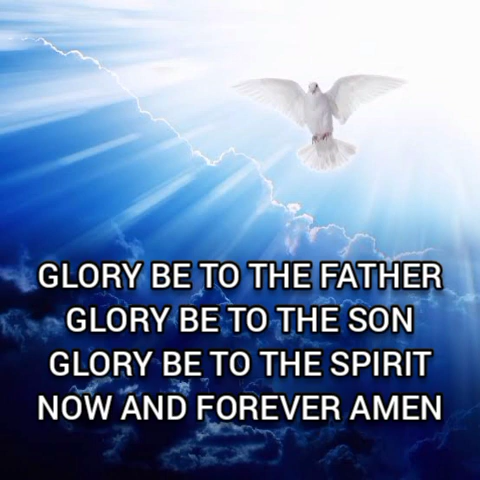 GLORY BE TO THE FATHER
GLORY BE TO THE SON
GLORY BE TO THE SPIRIT
NOW AND FOREVER AMEN